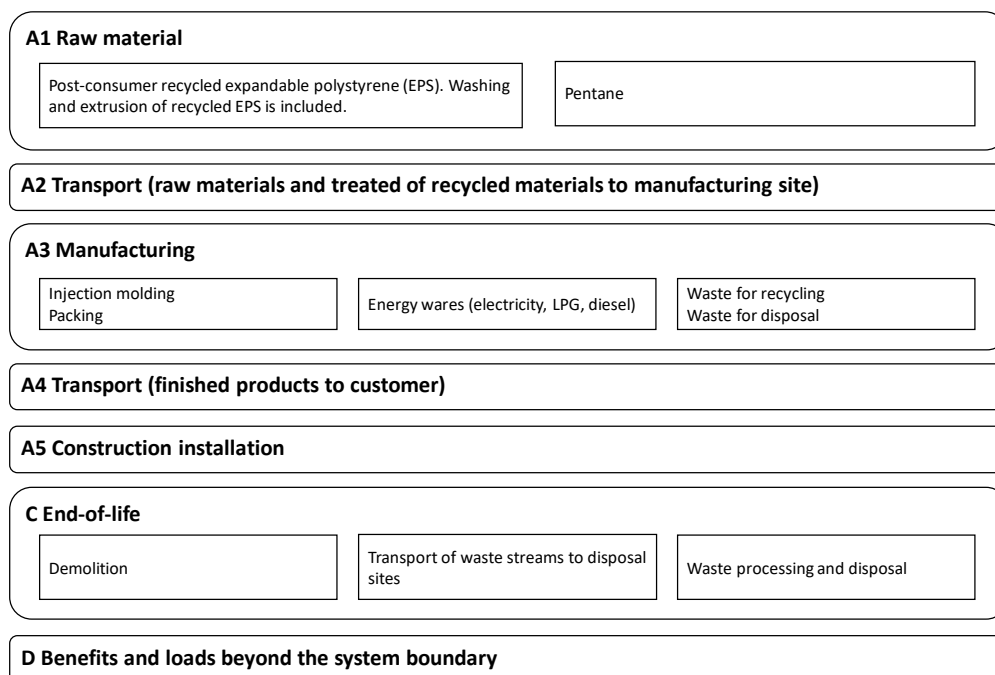 A1 Raw material
Post-consumer recycled expandable polystyrene (EPS). Washing
and extrusion of recycled EPS is included.
Pentane
A2 Transport (raw materials and treated of recycled materials to manufacturing site)
A3 Manufacturing
Injection molding
Packing
Energy wares (electricity, LPG, diesel)
Waste for recycling
Waste for disposal
A4 Transport (finished products to customer)
A5 Construction installation
C End-of-life
Demolition
Transport of waste streams to disposal
sites
Waste processing and disposal
D Benefits and loads beyond the system boundary